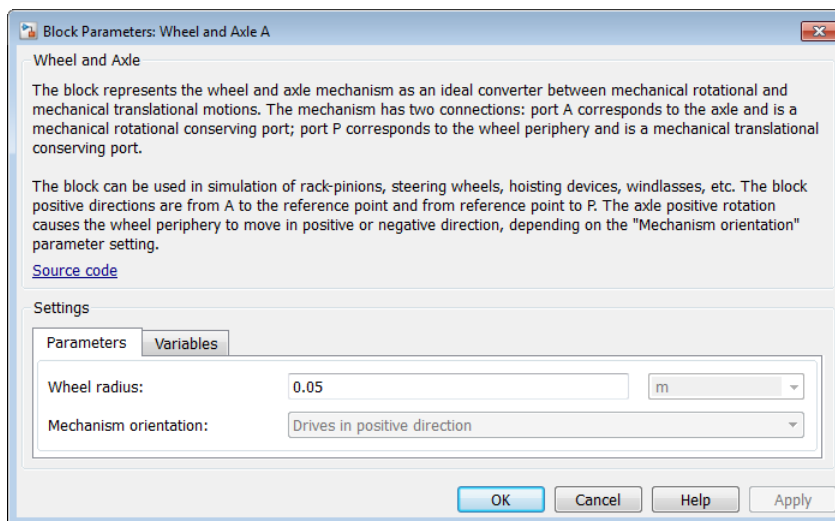 Block Parameters: Wheel and Axle A
Wheel and Axle
The block represents the wheel and axle mechanism as an ideal converter between mechanical rotational and
mechanical translational motions. The mechanism has two connections: port A corresponds to the axle and is a
mechanical rotational conserving port; port P corresponds to the wheel periphery and is a mechanical translational
conserving port.
The block can be used in simulation of rack-pinions, steering wheels, hoisting devices, windlasses, etc. The block
positive directions are from A to the reference point and from reference point to P. The axle positive rotation
causes the wheel periphery to move in positive or negative direction, depending on the "Mechanism orientation"
parameter setting.
Source code
Settings
Parameters Variables
Wheel radius: 0.05 m
Mechanism orientation: Drives in positive direction
OK Cancel Help Apply